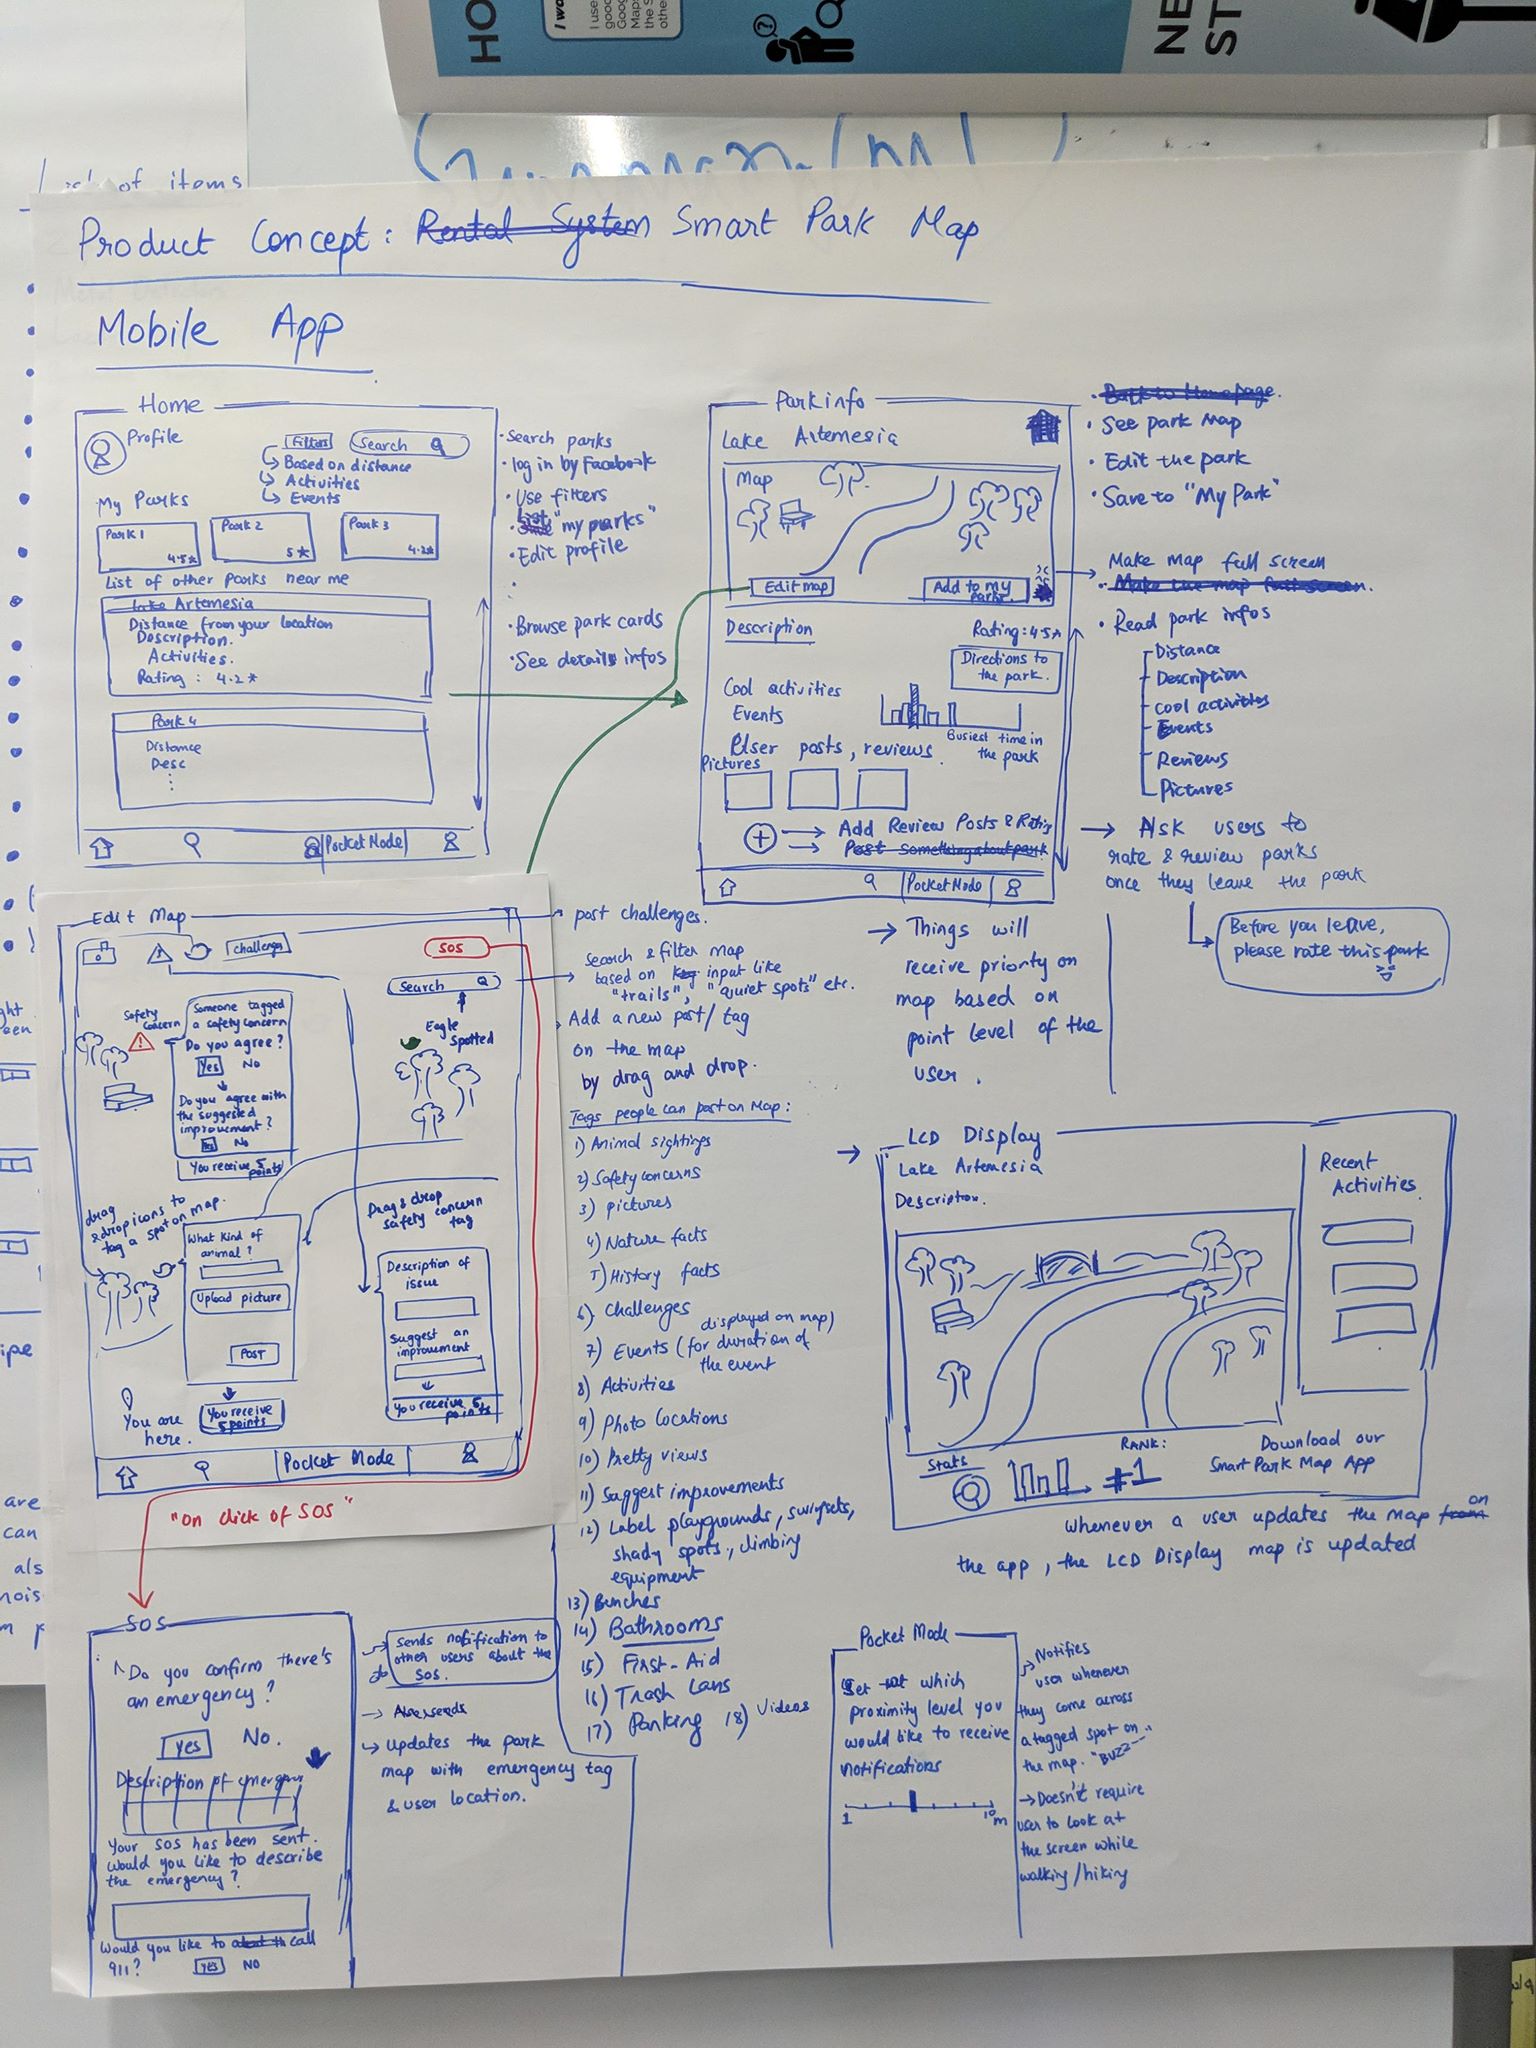 HO
I use
Goog
Maps
the S
othe
NE
ST
of items
Product Concept: Rental System Smart Park Map
Mobile App
Home
Profile
Filters
Search
Based on distance
Activities
Events
My Parks
Park 1
4.5★
Park 2
5★
Park 3
4.2★
List of other parks near me
Lake Artemesia
Distance from your location
Description.
Activities.
Rating : 4.2★
Park 4
Distance
Desc
Pocket Mode
• Search parks
• log in by Facebook
• Use filters
• List "my parks"
• Edit profile
• Browse park cards
• See details infos
Park info
Lake Artemesia
Map
Edit map
Add to my
parks.
Description
Rating: 4.5★
Directions to
the park.
Cool activities
Events
Busiest time in
the park
User posts, reviews.
Pictures
Add Review Posts & Rating
Post something about park
Pocket Mode
• Back to Homepage.
• See park Map
• Edit the park
• Save to "My Park"
Make map full screen
• Make the map full screen.
• Read park infos
Distance
Description
cool activities
Events
Reviews
Pictures
→ Ask users to
rate & review parks
once they leave the park
Before you leave,
please rate this park
→ Things will
receive priority on
map based on
point level of the
user.
Edit Map
Challenge
SOS
Search
Safety
Concern
Someone tagged
a safety concern
Do you agree?
Yes No
Do you agree with
the suggested
improvement?
Yes No
You receive 5
points
Eagle
Spotted
drag
& drop icons to
tag a spot on map.
What kind of
animal?
Upload picture
POST
You receive
5 points
Drag & drop
safety concern
tag
Description of
issue
Suggest an
improvement
You receive 5
points
You are
here.
Pocket Mode
"On click of SOS"
post challenges.
search & filter map
based on key input like
"trails", "quiet spots" etc.
Add a new post/ tag
on the map
by drag and drop.
Tags people can post on Map:
1) Animal sightings
2) Safety concerns
3) pictures
4) Nature facts
5) History facts
6) Challenges
7) Events (displayed on map)
(for duration of
the event
8) Activities
9) Photo locations
10) Pretty views
11) Suggest improvements
12) Label playgrounds, swingsets,
shady spots, climbing
equipment
13) Benches
14) Bathrooms
15) First-Aid
16) Trash Cans
17) Parking 18) Videos
→ LCD Display
Lake Artemesia
Description.
Recent
Activities
Stats
RANK:
#1
Download our
Smart Park Map App
Whenever a user updates the map from on
the app, the LCD Display map is updated
SOS
"Do you confirm there's
an emergency?
Yes No.
Description of emergency
Your SOS has been sent.
Would you like to describe
the emergency?
Would you like to call
911? Yes No
→ Sends notification to
other users about the
SOS.
→ Also sends
→ Updates the park
map with emergency tag
& user location.
Pocket Mode
Set which
proximity level you
would like to receive
notifications
1 10 m
→ Notifies
user whenever
they come across
a tagged spot on
the map. "BUZZ--"
→ Doesn't require
user to look at
the screen while
walking/hiking